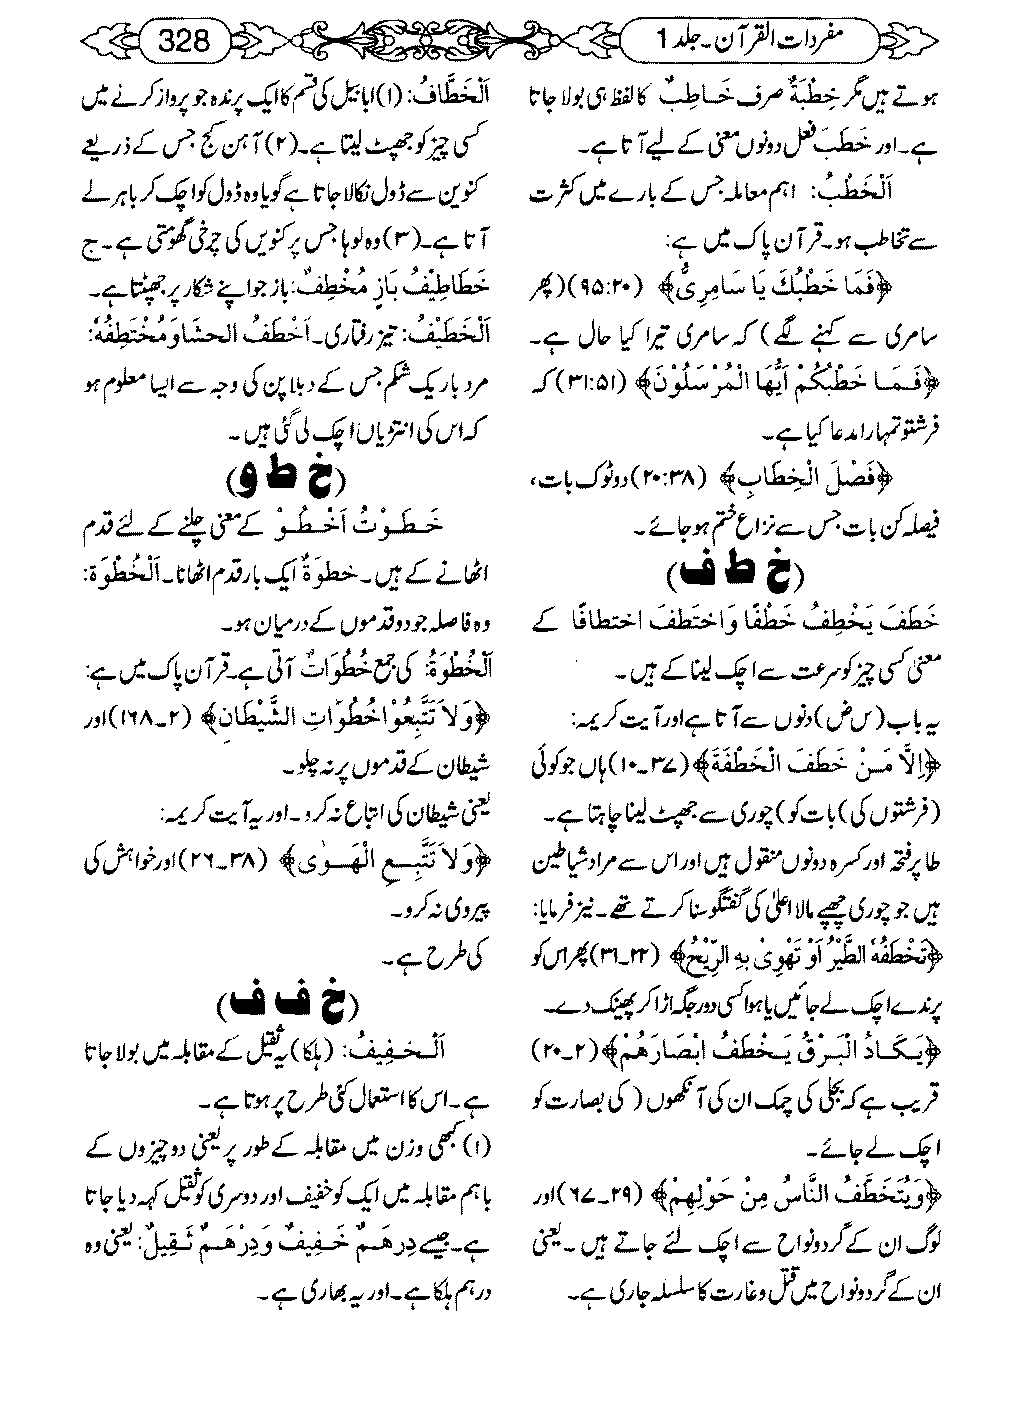 مفردات القرآن ۔ جلد 1
328
ہوتے ہیں مگر خِطْبَةٌ صرف خَاطِبٌ کا لفظ ہی بولا جاتا
ہے۔ اور خَطَبَ فعل دونوں معنی کے لیے آتا ہے۔
اَلْخَطْبُ: اہم معاملہ جس کے بارے میں کثرت
سے تخاطب ہو۔ قرآن پاک میں ہے:
﴿فَمَا خَطْبُكَ يَا سَامِرِىُّ﴾ (۲۰:۹۵) (پھر
سامری سے کہنے لگے) کہ سامری تیرا کیا حال ہے۔
﴿فَمَا خَطْبُكُمْ أَيُّهَا الْمُرْسَلُوْنَ﴾ (۵۱:۳۱) کہ
فرشتو تمہارا مدعا کیا ہے۔
﴿فَصْلَ الْخِطَابِ﴾ (۳۸:۲۰) دوٹوک بات،
فیصلہ کن بات جس سے نزاع ختم ہو جائے۔
(خ ط ف)
خَطَفَ يَخْطِفُ خَطْفًا وَاخْتَطَفَ اختطافًا کے
معنی کسی چیز کو سرعت سے اچک لینا کے ہیں۔
یہ باب (س ض) دنوں سے آتا ہے اور آیت کریمہ:
﴿اِلَّا مَنْ خَطَفَ الْخَطْفَةَ﴾ (۳۷۔۱۰) ہاں جو کوئی
(فرشتوں کی) بات کو) چوری سے جھپٹ لینا چاہتا ہے۔
طا پر فتحہ اور کسرہ دونوں منقول ہیں اور اس سے مراد شیاطین
ہیں جو چوری چھپے مالا اعلیٰ کی گفتگو سنا کرتے تھے۔ نیز فرمایا:
﴿تَخْطَفُهُ الطَّيْرُ اَوْ تَهْوِىْ بِهِ الرِّيْحُ﴾ (۲۲۔۳۱) پھر اس کو
پرندے اچک لے جائیں یا ہوا کسی دور جگہ اڑا کر پھینک دے۔
﴿يَكَادُ الْبَرْقُ يَخْطَفُ اَبْصَارَهُمْ﴾ (۲۔۲۰)
قریب ہے کہ بجلی کی چمک ان کی آنکھوں (کی بصارت کو
اچک لے جائے۔
﴿وَيُتَخَطَّفُ النَّاسُ مِنْ حَوْلِهِمْ﴾ (۲۹۔۶۷) اور
لوگ ان کے گردونواح سے اچک لئے جاتے ہیں۔ یعنی
ان کے گردونواح میں قتل و غارت کا سلسلہ جاری ہے۔
اَلْخَطَّافُ: (۱) ابابیل کی قسم کا ایک پرندہ جو پرواز کرنے میں
کسی چیز کو جھپٹ لیتا ہے۔ (۲) آہن کج جس کے ذریعے
کنوین سے ڈول نکالا جاتا ہے گویا وہ ڈول کو اچک کر باہر لے
آتا ہے۔ (۳) وہ لوہا جس پر کنویں کی چرخی گھومتی ہے۔ ج
خَطَاطِيْفُ بَازٍ مُخْطِفٌ: باز جو اپنے شکار پر جھپٹتا ہے۔
اَلْخَطَيْفُ: تیز رفتاری۔ اَخْطَفُ الحشَا وَمُخْتَطِفُهٗ:
مرد باریک شکم جس کے دبلا پن کی وجہ سے ایسا معلوم ہو
کہ اس کی انتڑیاں اچک لی گئی ہیں۔
(خ ط و)
خَطَوْتُ اَخْطُوْ کے معنی چلنے کے لئے قدم
اٹھانے کے ہیں۔ خطوَةٌ ایک بار قدم اٹھانا۔ اَلْخُطْوَة:
وہ فاصلہ جو دو قدموں کے درمیان ہو۔
اَلْخُطْوَةُ: کی جمع خُطُوَاتٌ آتی ہے۔ قرآن پاک میں ہے:
﴿وَلَا تَتَّبِعُوْا خُطُوٰاتِ الشَّيْطَانِ﴾ (۲۔۱۶۸) اور
شیطان کے قدموں پر نہ چلو۔
یعنی شیطان کی اتباع نہ کرو۔ اور یہ آیت کریمہ:
﴿وَلَا تَتَّبِعِ الْهَوٰى﴾ (۳۸۔۲۶) اور خواہش کی
پیروی نہ کرو۔
کی طرح ہے۔
(خ ف ف)
اَلْخَفِيْفُ: (ہلکا) یہ ثقیل کے مقابلہ میں بولا جاتا
ہے۔ اس کا استعمال کئی طرح پر ہوتا ہے۔
(۱) کبھی وزن میں مقابلہ کے طور پر یعنی دو چیزوں کے
باہم مقابلہ میں ایک کو خفیف اور دوسری کو ثقیل کہہ دیا جاتا
ہے۔ جیسے دِرْهَمٌ خَفِيفٌ وَدِرْهَمٌ ثَقِيلٌ: یعنی وہ
درہم ہلکا ہے۔ اور یہ بھاری ہے۔